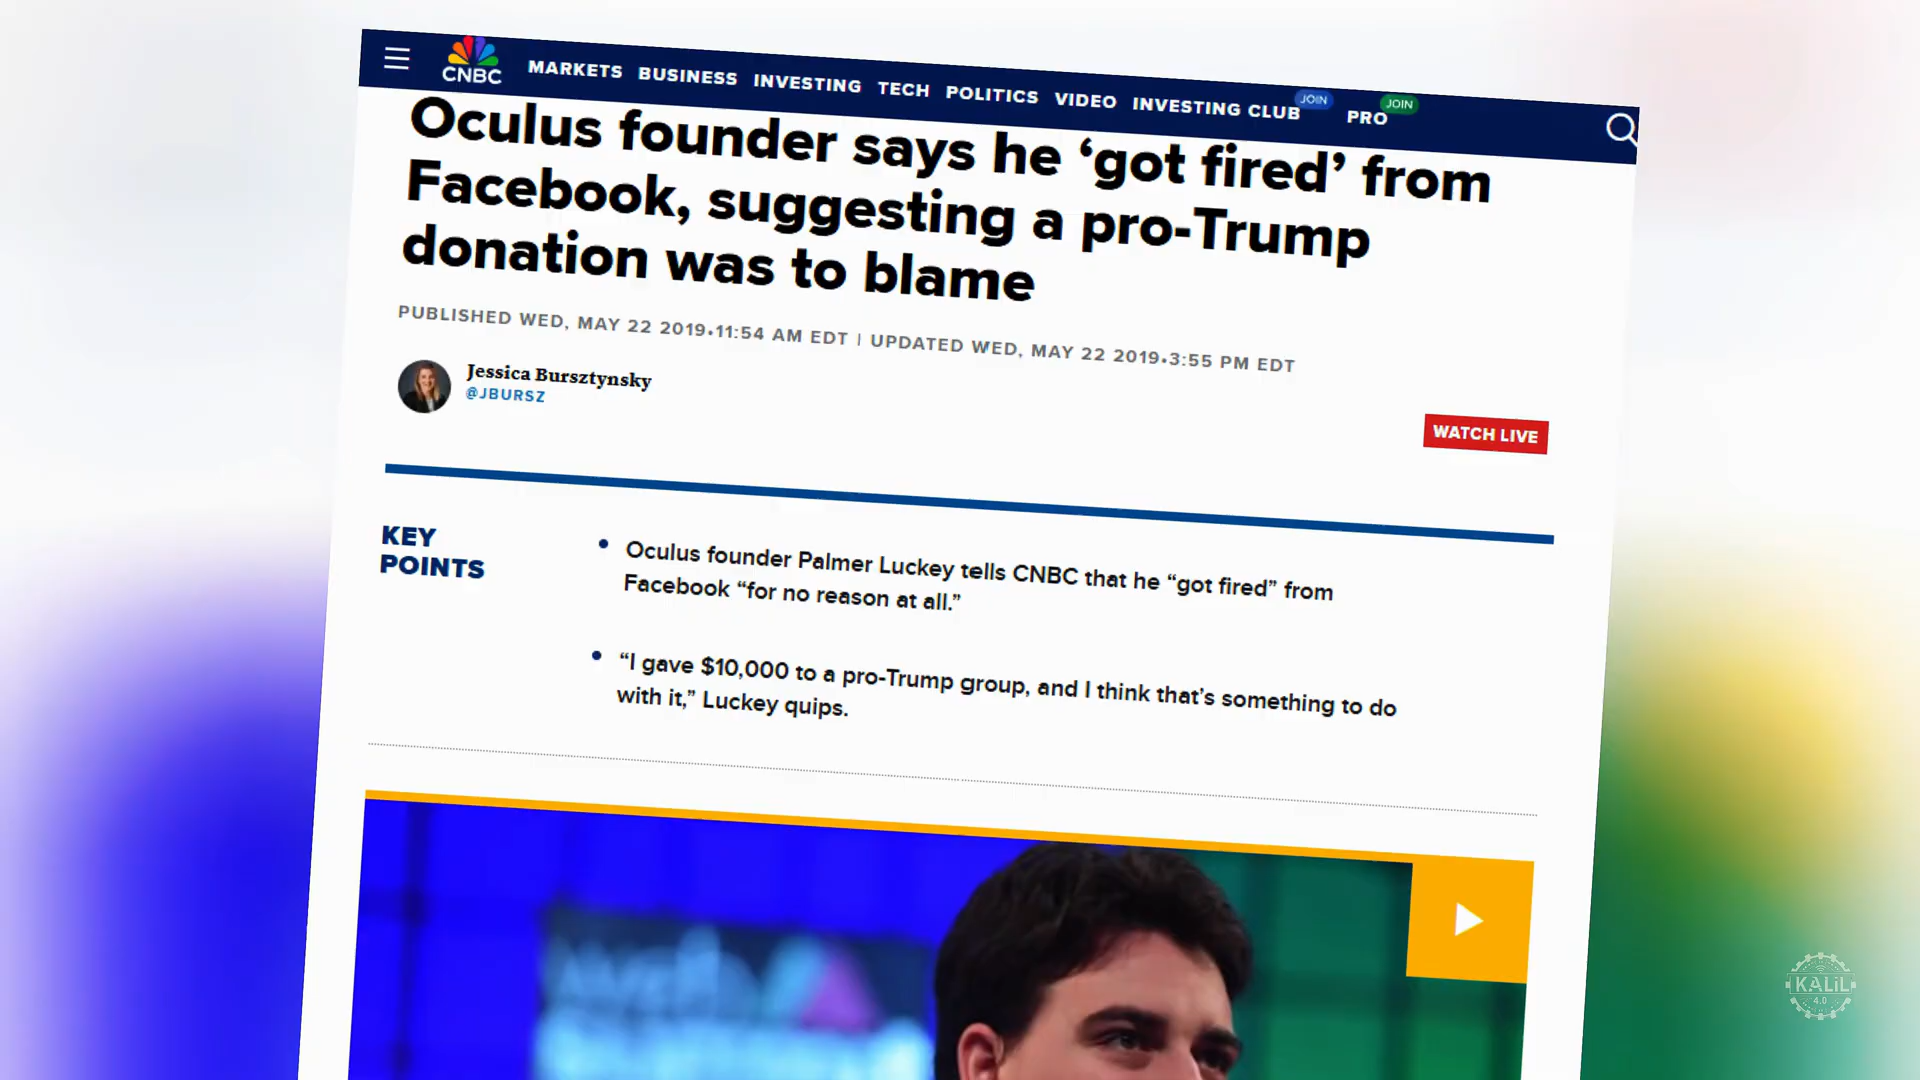 CNBC
MARKETS BUSINESS INVESTING TECH POLITICS VIDEO INVESTING CLUB JOIN PRO JOIN
Oculus founder says he ‘got fired’ from
Facebook, suggesting a pro-Trump
donation was to blame
PUBLISHED WED, MAY 22 2019•11:54 AM EDT | UPDATED WED, MAY 22 2019•3:55 PM EDT
Jessica Bursztynsky
@JBURSZ
WATCH LIVE
KEY
POINTS
Oculus founder Palmer Luckey tells CNBC that he “got fired” from
Facebook “for no reason at all.”
“I gave $10,000 to a pro-Trump group, and I think that’s something to do
with it,” Luckey quips.
KALiL
4.0